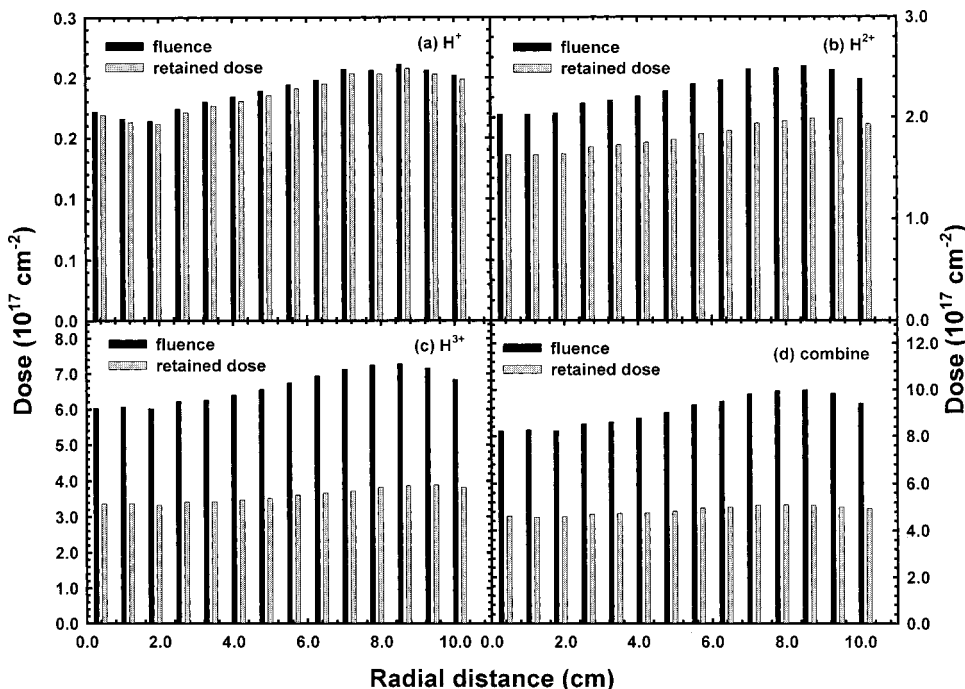 0.3
0.2
0.2
0.1
0.1
0.0
fluence
retained dose
(a) H⁺
fluence
retained dose
(b) H²⁺
3.0
2.0
1.0
0.0
Dose (10¹⁷ cm⁻²)
Dose (10¹⁷ cm⁻²)
8.0
7.0
6.0
5.0
4.0
3.0
2.0
1.0
0.0
fluence
retained dose
(c) H³⁺
fluence
retained dose
(d) combine
12.0
10.0
8.0
6.0
4.0
2.0
0.0
0.0 2.0 4.0 6.0 8.0 10.0
0.0 2.0 4.0 6.0 8.0 10.0
Radial distance (cm)